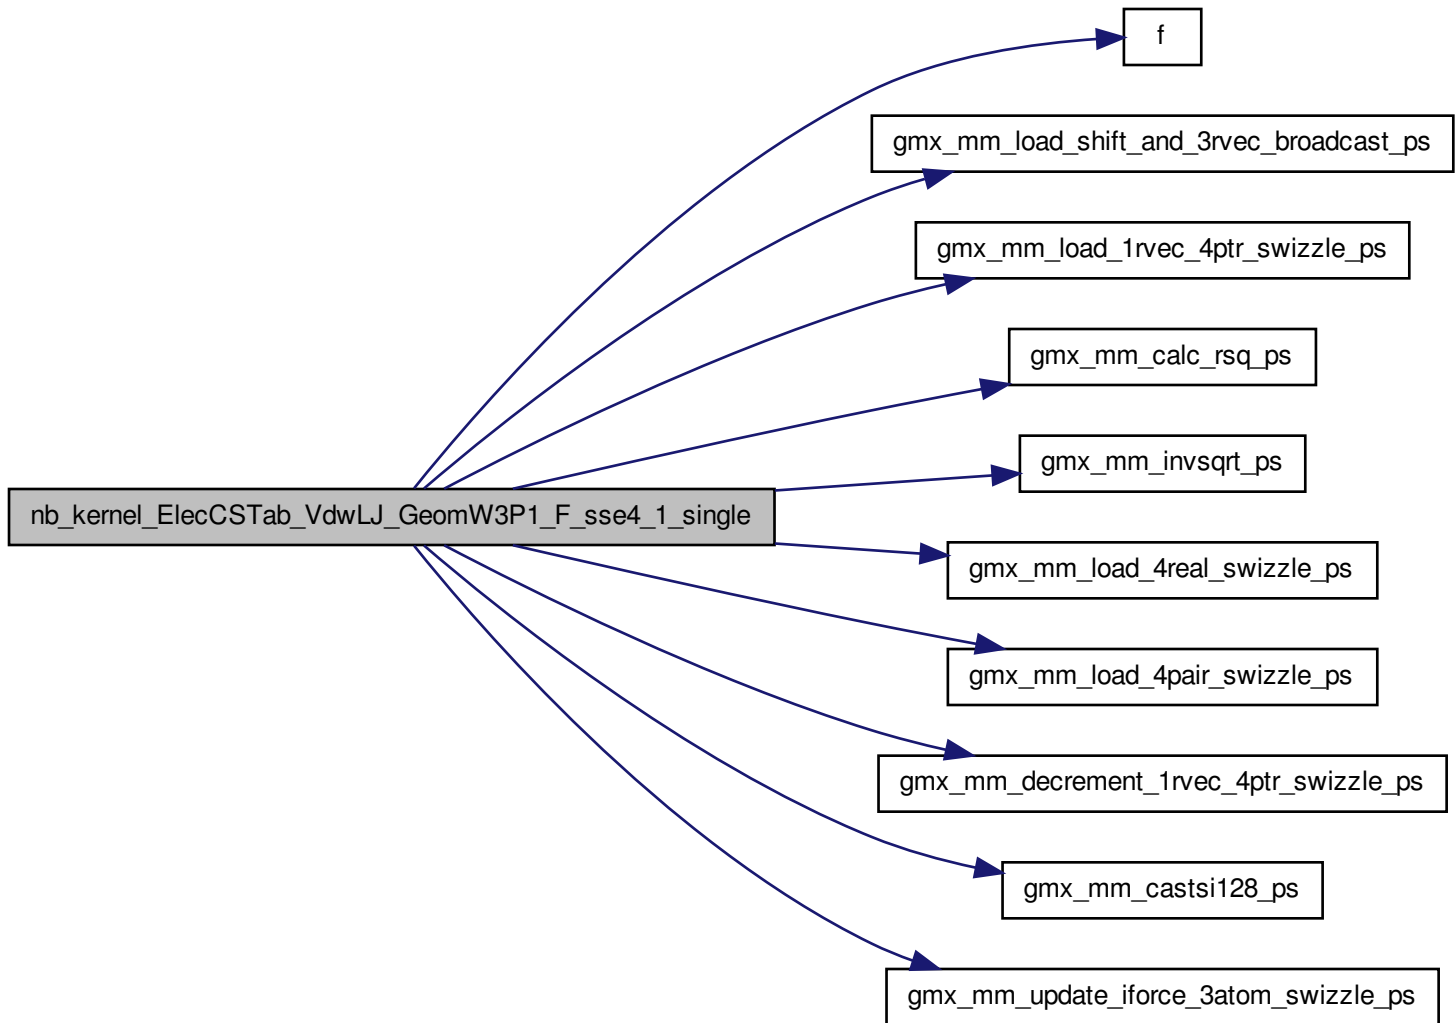 f
gmx_mm_load_shift_and_3rvec_broadcast_ps
gmx_mm_load_1rvec_4ptr_swizzle_ps
gmx_mm_calc_rsq_ps
gmx_mm_invsqrt_ps
nb_kernel_ElecCSTab_VdwLJ_GeomW3P1_F_sse4_1_single
gmx_mm_load_4real_swizzle_ps
gmx_mm_load_4pair_swizzle_ps
gmx_mm_decrement_1rvec_4ptr_swizzle_ps
gmx_mm_castsi128_ps
gmx_mm_update_iforce_3atom_swizzle_ps